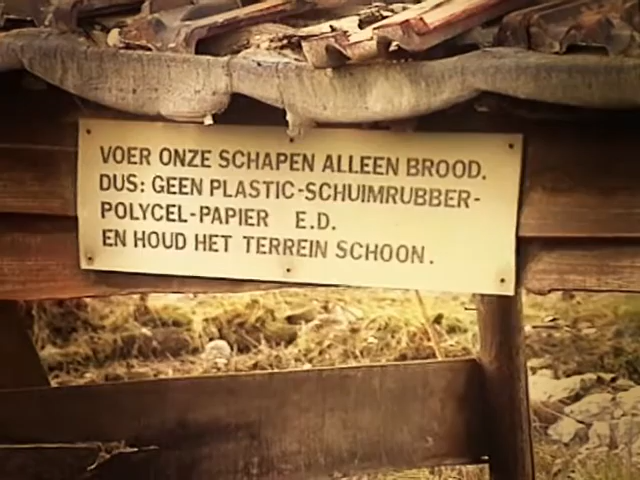 VOER ONZE SCHAPEN ALLEEN BROOD.
DUS: GEEN PLASTIC-SCHUIMRUBBER-
POLYCEL-PAPIER E.D.
EN HOUD HET TERREIN SCHOON.